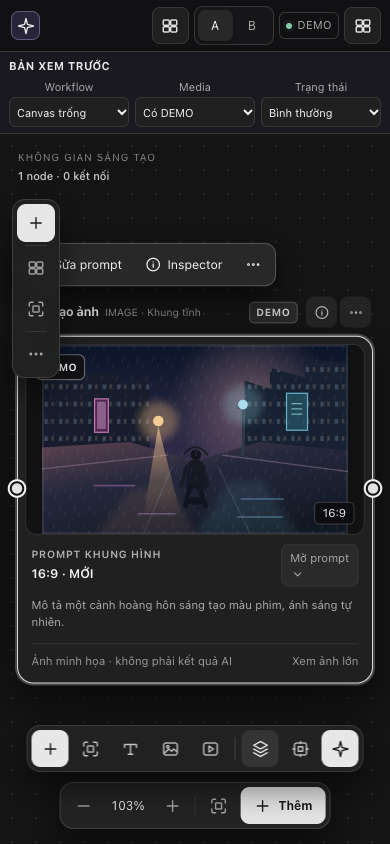 A B DEMO
BẢN XEM TRƯỚC
Workflow Media Trạng thái
Canvas trống Có DEMO Bình thường
KHÔNG GIAN SÁNG TẠO
1 node · 0 kết nối
Sửa prompt Inspector
ạo ảnh IMAGE · Khung tĩnh DEMO
MO
16:9
PROMPT KHUNG HÌNH
Mở prompt
16:9 · MỚI
Mô tả một cảnh hoàng hôn sáng tạo màu phim, ánh sáng tự
nhiên.
Ảnh minh họa · không phải kết quả AI Xem ảnh lớn
103% Thêm